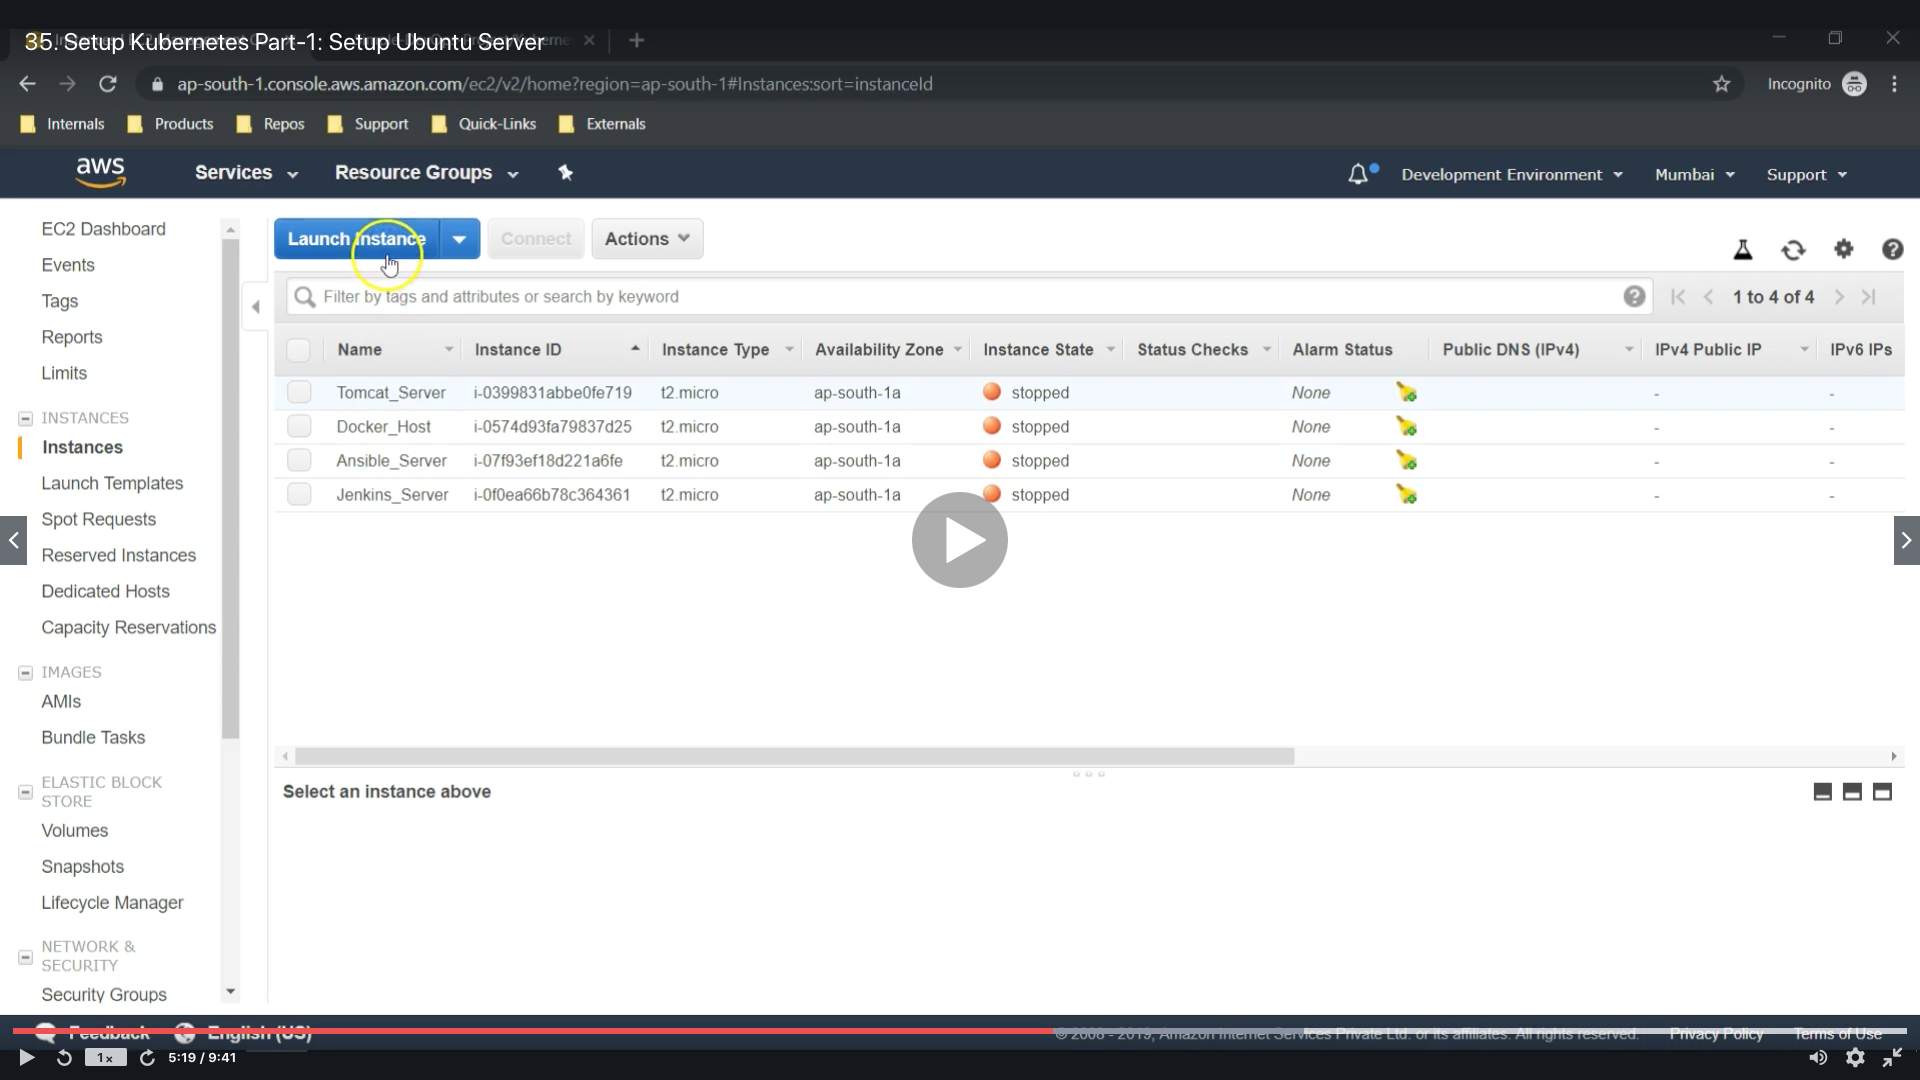 35. Setup Kubernetes Part-1: Setup Ubuntu Server
ap-south-1.console.aws.amazon.com/ec2/v2/home?region=ap-south-1#Instances:sort=instanceId
Incognito
Internals
Products
Repos
Support
Quick-Links
Externals
aws
Services
Resource Groups
Development Environment
Mumbai
Support
EC2 Dashboard
Events
Tags
Reports
Limits
INSTANCES
Instances
Launch Templates
Spot Requests
Reserved Instances
Dedicated Hosts
Capacity Reservations
IMAGES
AMIs
Bundle Tasks
ELASTIC BLOCK
STORE
Volumes
Snapshots
Lifecycle Manager
NETWORK &
SECURITY
Security Groups
Launch Instance
Connect
Actions
Filter by tags and attributes or search by keyword
1 to 4 of 4
Name Instance ID Instance Type Availability Zone Instance State Status Checks Alarm Status Public DNS (IPv4) IPv4 Public IP IPv6 IPs
Tomcat_Server i-0399831abbe0fe719 t2.micro ap-south-1a stopped None - -
Docker_Host i-0574d93fa79837d25 t2.micro ap-south-1a stopped None - -
Ansible_Server i-07f93ef18d221a6fe t2.micro ap-south-1a stopped None - -
Jenkins_Server i-0f0ea66b78c364361 t2.micro ap-south-1a stopped None - -
Select an instance above
Feedback
English (US)
© 2008 - 2019, Amazon Internet Services Private Ltd. or its affiliates. All rights reserved.
Privacy Policy
Terms of Use
1x
5:19 / 9:41